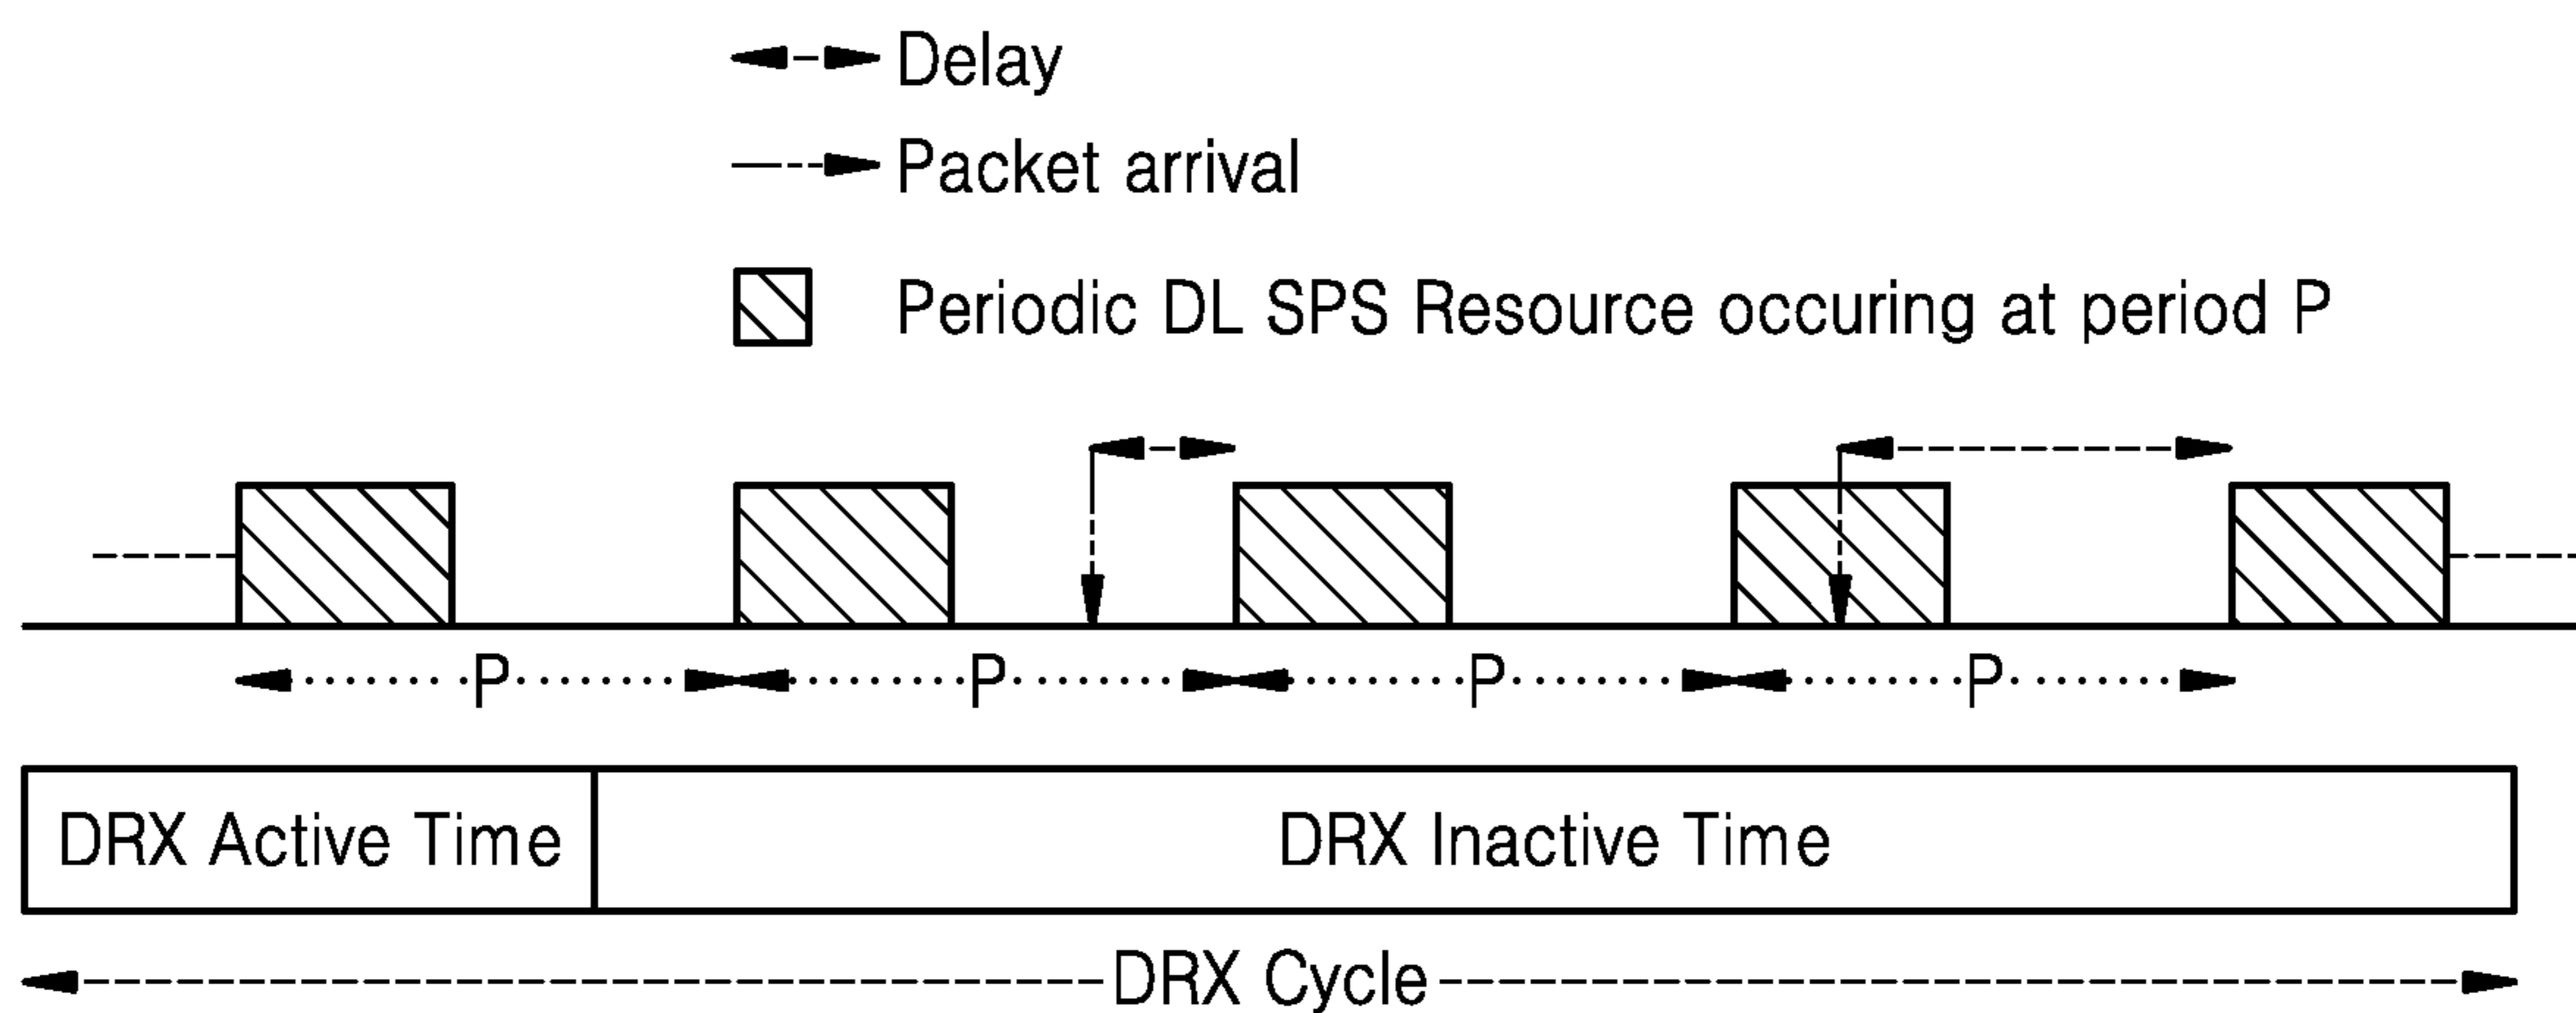 Delay
Packet arrival
Periodic DL SPS Resource occuring at period P
P P P P
DRX Active Time DRX Inactive Time
DRX Cycle